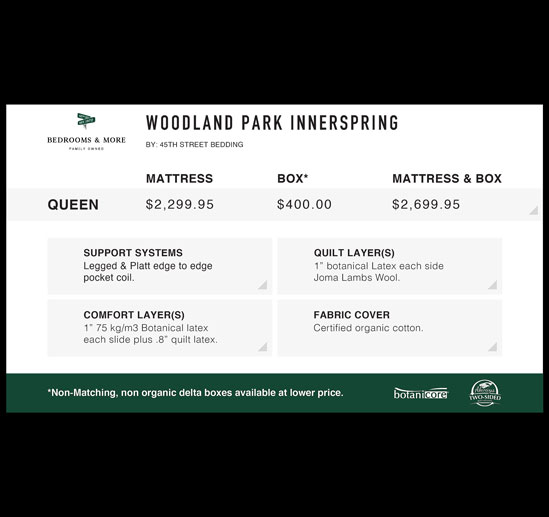 WOODLAND PARK INNERSPRING
BEDROOMS & MORE
FAMILY OWNED
BY: 45TH STREET BEDDING
MATTRESS BOX* MATTRESS & BOX
QUEEN $2,299.95 $400.00 $2,699.95
SUPPORT SYSTEMS
Legged & Platt edge to edge
pocket coil.
QUILT LAYER(S)
1" botanical Latex each side
Joma Lambs Wool.
COMFORT LAYER(S)
1" 75 kg/m3 Botanical latex
each slide plus .8" quilt latex.
FABRIC COVER
Certified organic cotton.
*Non-Matching, non organic delta boxes available at lower price.
botanicore
TWO-SIDED